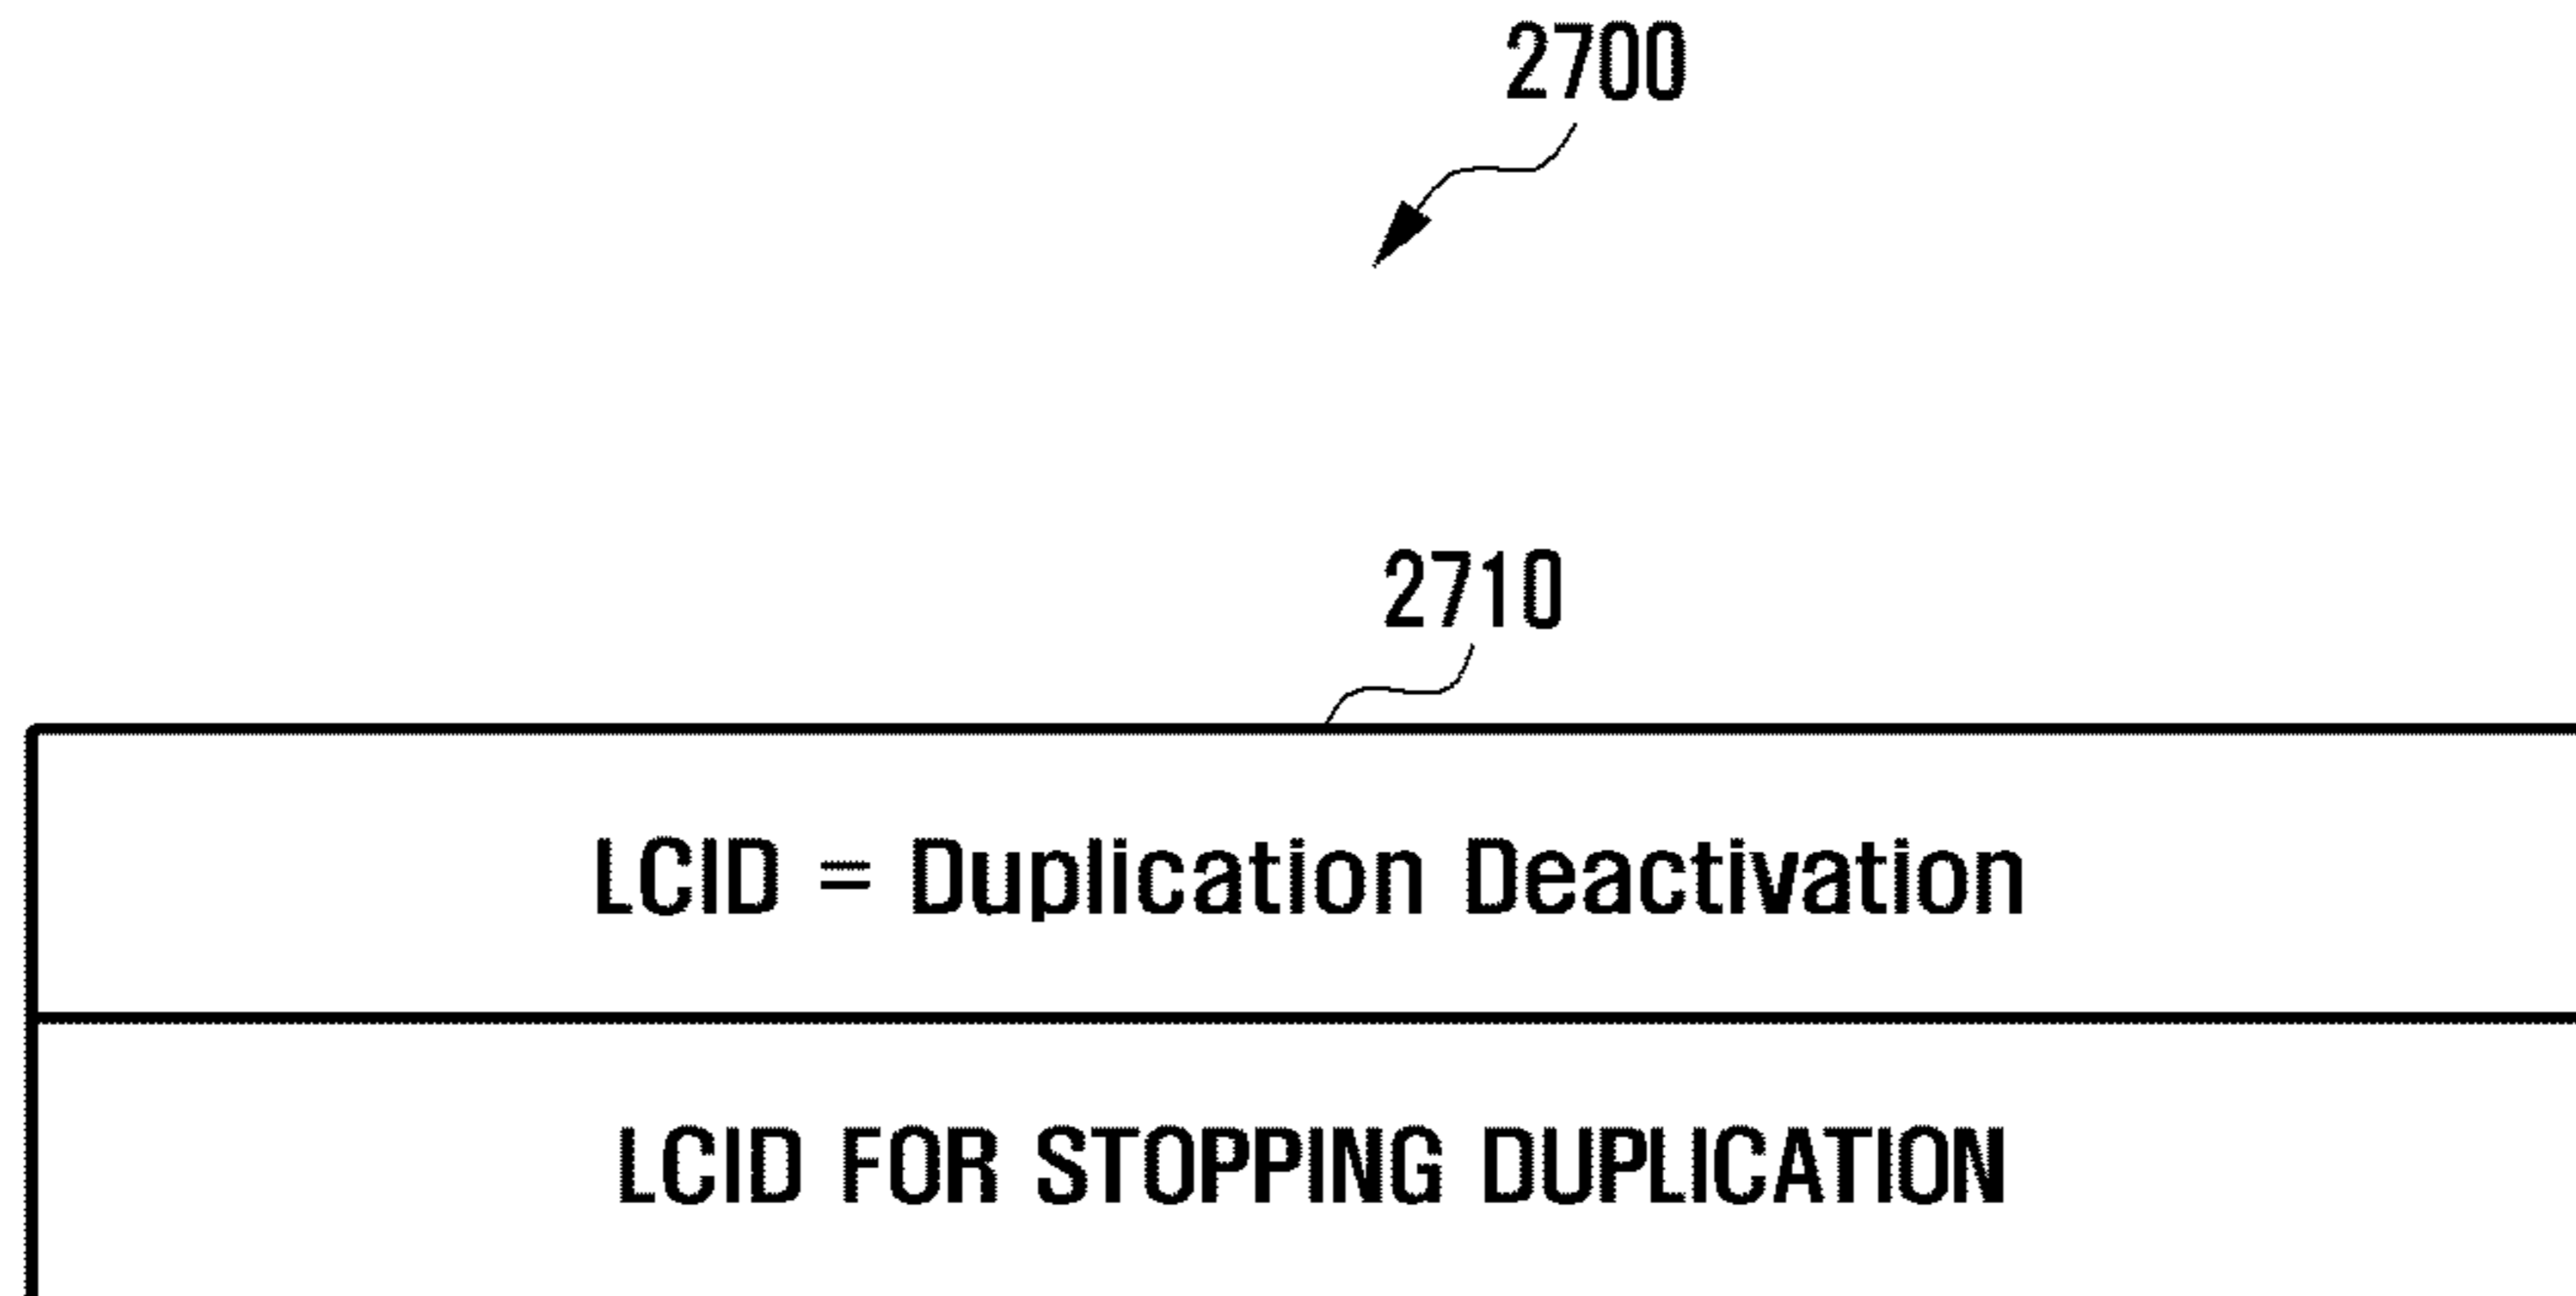 2700
2710
LCID = Duplication Deactivation
LCID FOR STOPPING DUPLICATION